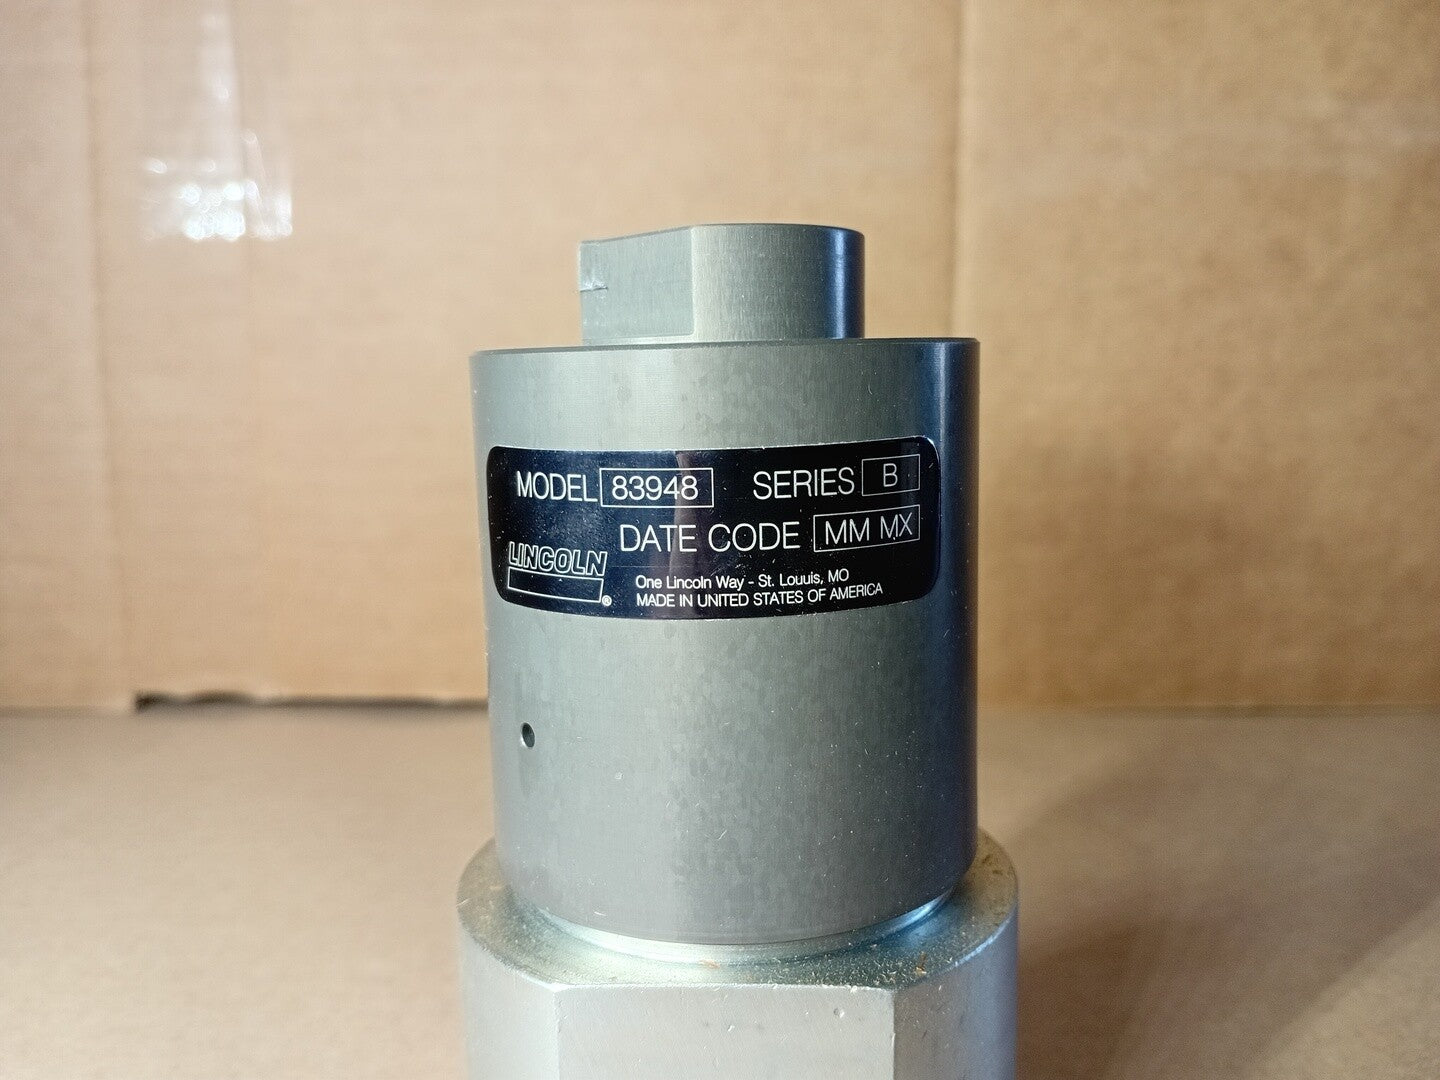 MODEL 83948 SERIES B
DATE CODE MM MX
LINCOLN
®
One Lincoln Way - St. Louuis, MO
MADE IN UNITED STATES OF AMERICA